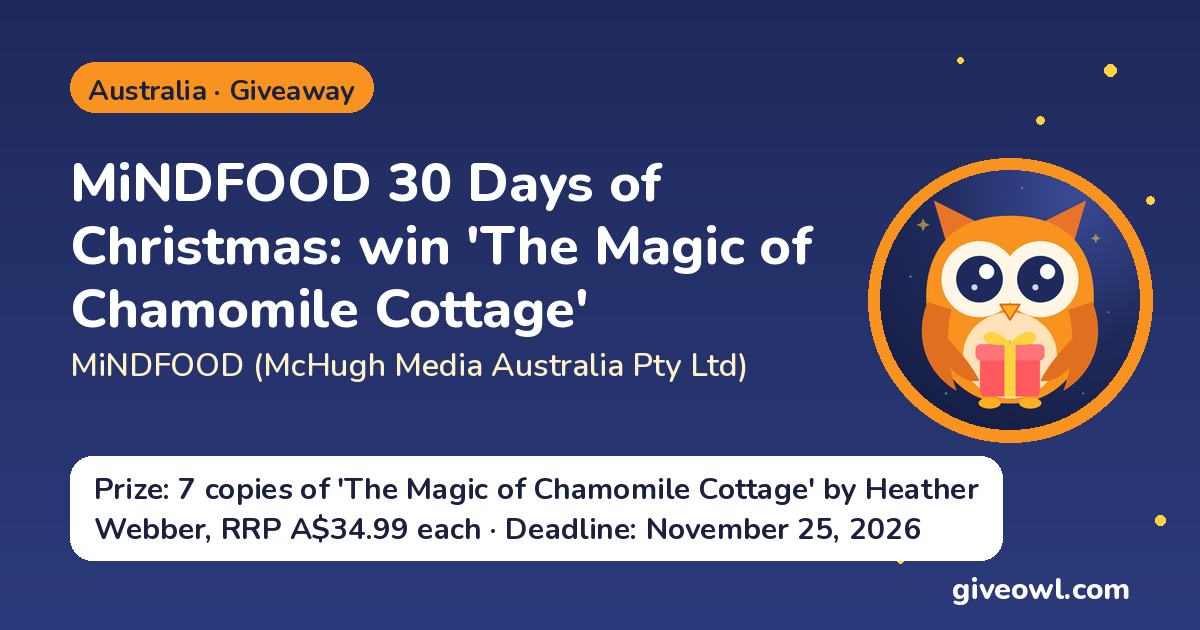 Australia · Giveaway
MiNDFOOD 30 Days of
Christmas: win 'The Magic of
Chamomile Cottage'
MiNDFOOD (McHugh Media Australia Pty Ltd)
Prize: 7 copies of 'The Magic of Chamomile Cottage' by Heather
Webber, RRP A$34.99 each · Deadline: November 25, 2026
giveowl.com